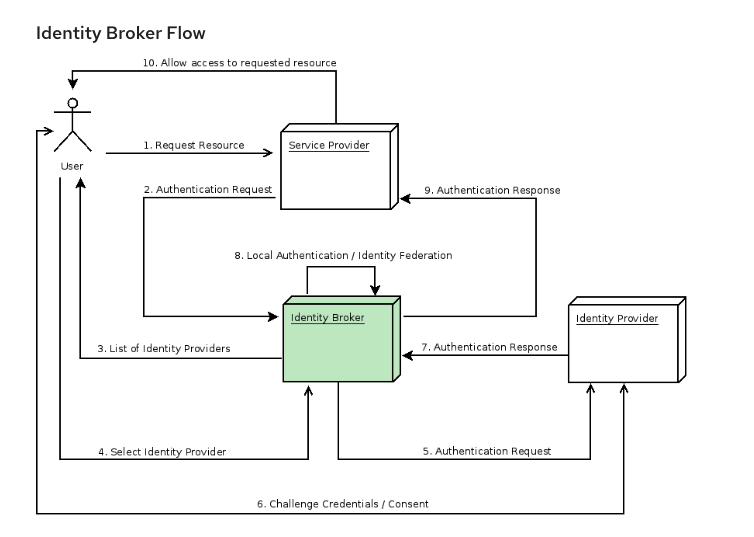 Identity Broker Flow
10. Allow access to requested resource
1. Request Resource
Service Provider
User
2. Authentication Request
9. Authentication Response
8. Local Authentication / Identity Federation
Identity Broker
Identity Provider
3. List of Identity Providers
7. Authentication Response
4. Select Identity Provider
5. Authentication Request
6. Challenge Credentials / Consent